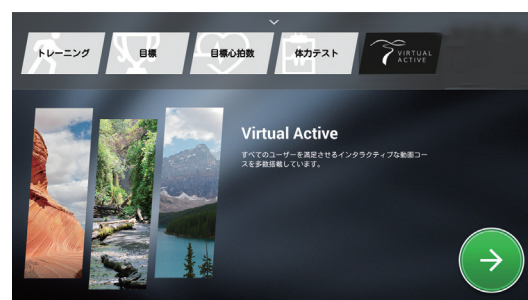 トレーニング
目標
目標心拍数
体力テスト
VIRTUAL
ACTIVE
Virtual Active
すべてのユーザーを満足させるインタラクティブな動画コー
スを多数搭載しています。